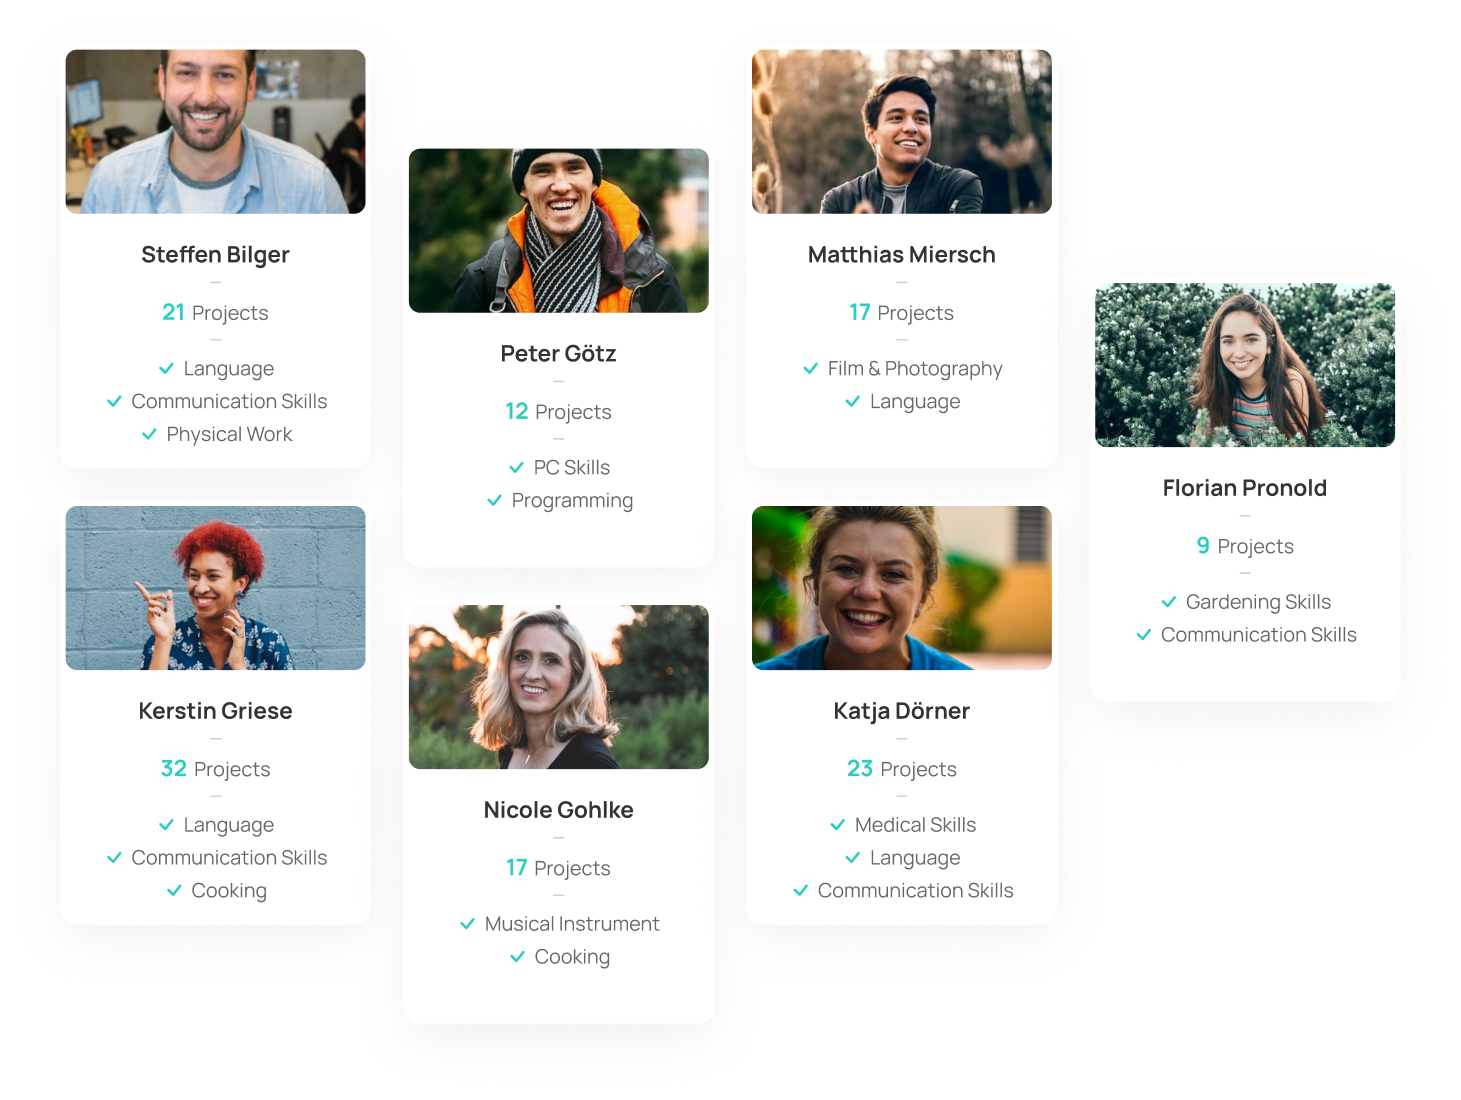 Steffen Bilger
21 Projects
Language
Communication Skills
Physical Work
Kerstin Griese
32 Projects
Language
Communication Skills
Cooking
Peter Götz
12 Projects
PC Skills
Programming
Nicole Gohlke
17 Projects
Musical Instrument
Cooking
Matthias Miersch
17 Projects
Film & Photography
Language
Katja Dörner
23 Projects
Medical Skills
Language
Communication Skills
Florian Pronold
9 Projects
Gardening Skills
Communication Skills